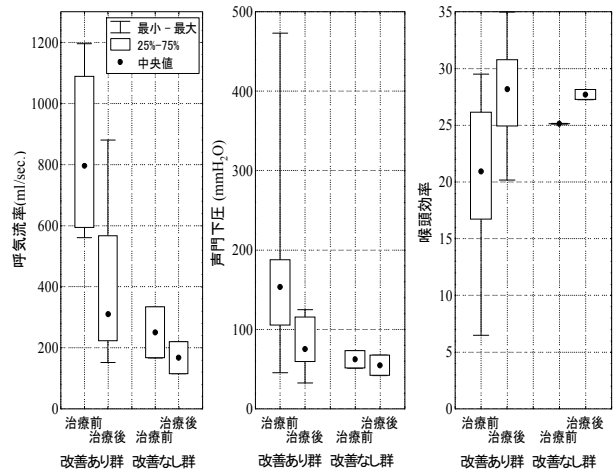 1200
1000
800
600
400
200
0
呼気流率(ml/sec.)
最小 - 最大
25%-75%
中央値
治療前
治療後
治療前
治療後
改善あり群 改善なし群
500
400
300
200
100
0
声門下圧 (mmH₂O)
治療前
治療後
治療前
治療後
改善あり群 改善なし群
35
30
25
20
15
10
5
0
喉頭効率
治療前
治療後
治療前
治療後
改善あり群 改善なし群